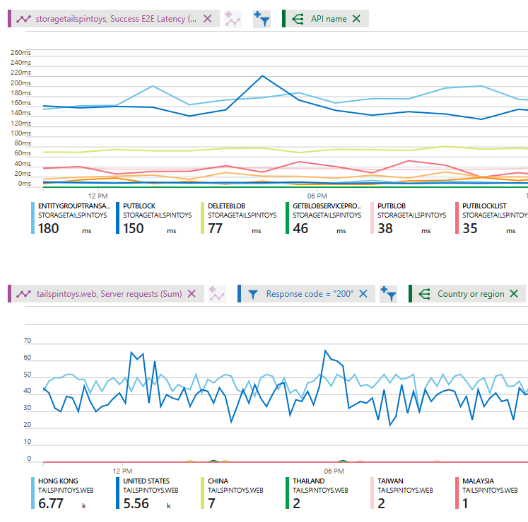 storagetailspintoys, Success E2E Latency (...
API name
260ms
240ms
220ms
200ms
180ms
160ms
140ms
120ms
100ms
80ms
60ms
40ms
20ms
0ms
12 PM 06 PM
ENTITYGROUPTRANSA... PUTBLOCK DELETEBLOB GETBLOBSERVICEPRO... PUTBLOB PUTBLOCKLIST
STORAGETAILSPINTOYS STORAGETAILSPINTOYS STORAGETAILSPINTOYS STORAGETAILSPINTOYS STORAGETAILSPINTOYS STORAGETAILSPINTOYS
180 ms 150 ms 77 ms 46 ms 38 ms 35 ms
tailspintoys.web, Server requests (Sum) Response code = "200" Country or region
70
60
50
40
30
20
10
0
12 PM 06 PM
HONG KONG UNITED STATES CHINA THAILAND TAIWAN MALAYSIA
TAILSPINTOYS.WEB TAILSPINTOYS.WEB TAILSPINTOYS.WEB TAILSPINTOYS.WEB TAILSPINTOYS.WEB TAILSPINTOYS.WEB
6.77 k 5.56 k 7 2 2 1